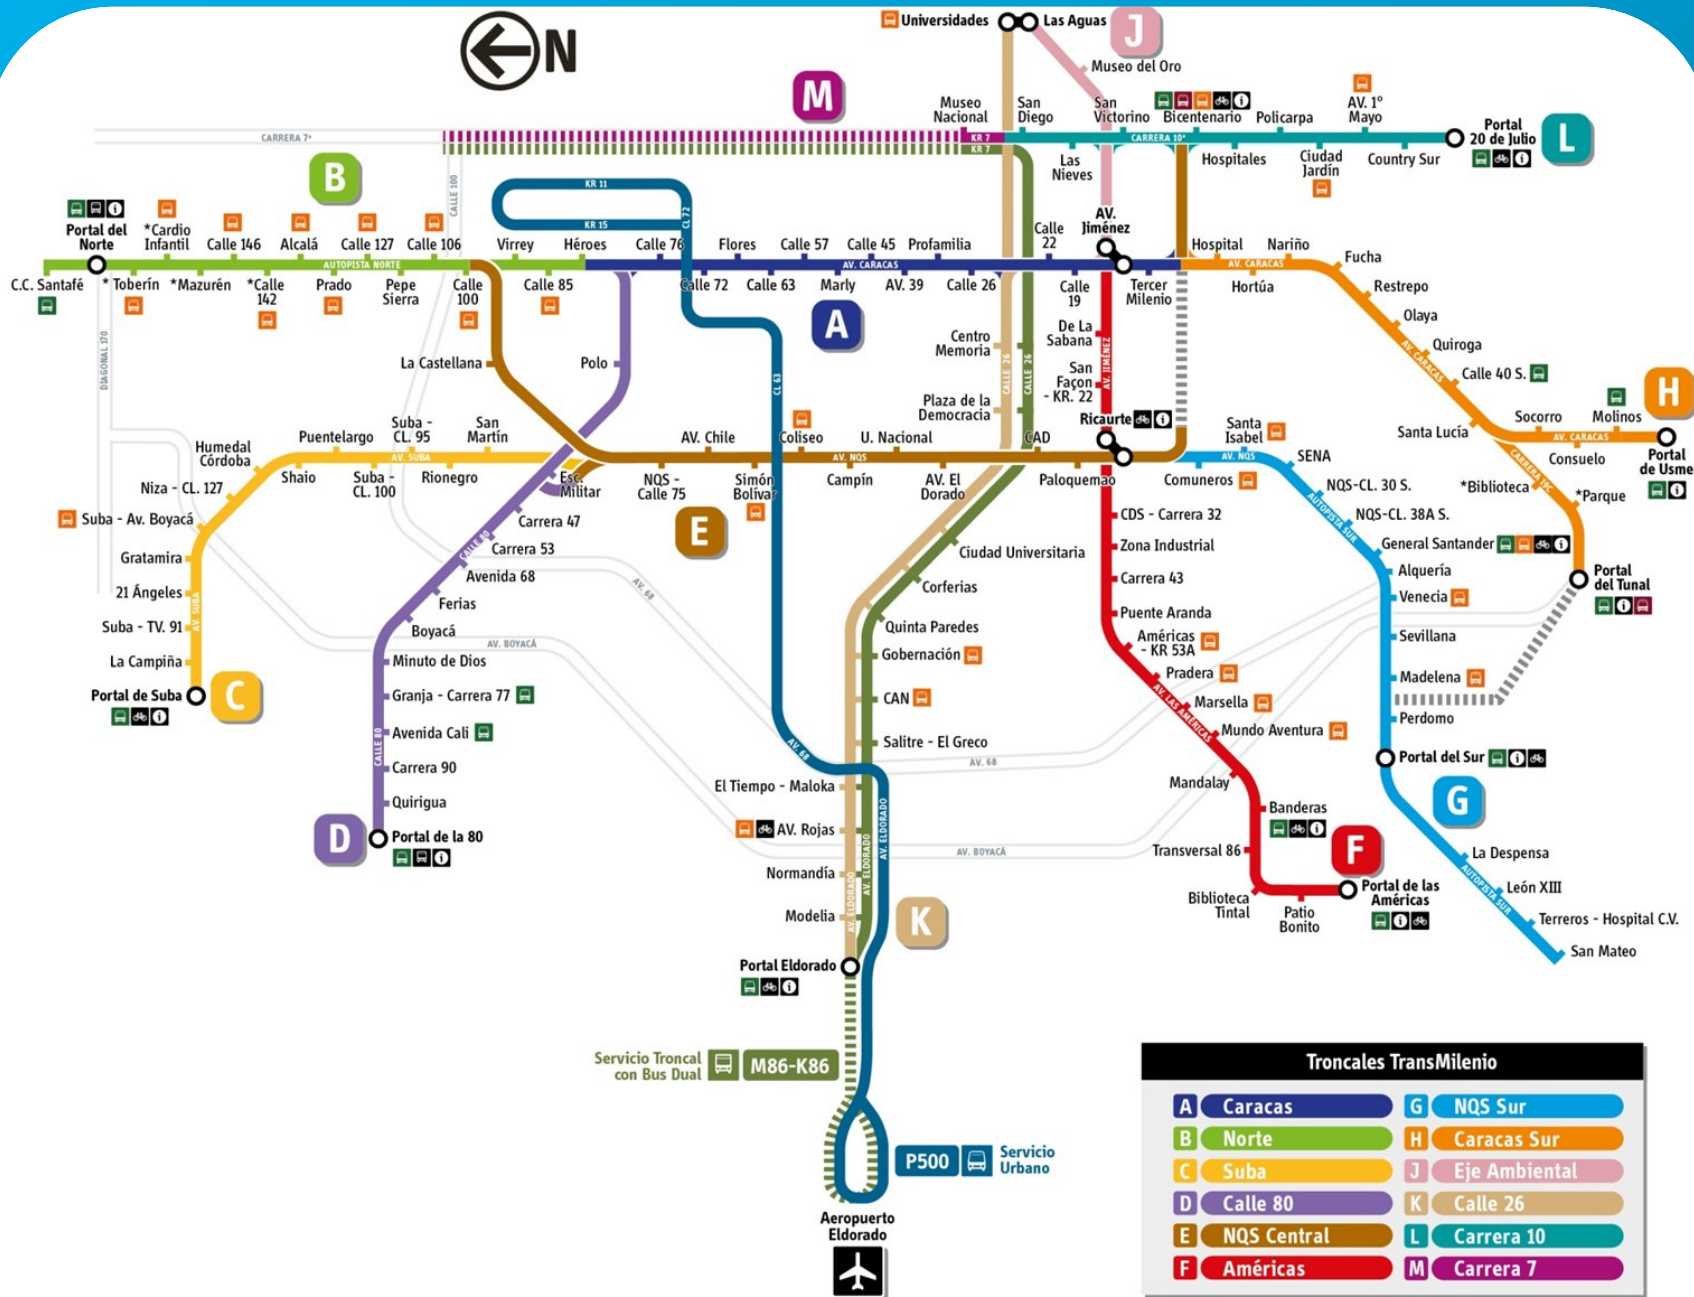 N
Universidades
Las Aguas
J
Museo del Oro
M
Museo
Nacional
San
Diego
San
Victorino
Bicentenario
Policarpa
AV. 1°
Mayo
Portal
20 de Julio
L
CARRERA 7ª
KR 7
CARRERA 10ª
KR 7
Las
Nieves
Hospitales
Ciudad
Jardín
Country Sur
B
CALLE 100
KR 11
KR 15
CL 72
Portal del
Norte
*Cardio
Infantil
Calle 146
Alcalá
Calle 127
Calle 106
Virrey
Héroes
Calle 76
Flores
Calle 57
Calle 45
Profamilia
Calle
22
AV.
Jiménez
Hospital
Nariño
Fucha
AUTOPISTA NORTE
AV. CARACAS
AV. CARACAS
C.C. Santafé
* Toberín
*Mazurén
*Calle
142
Prado
Pepe
Sierra
Calle
100
Calle 85
Calle 72
Calle 63
Marly
AV. 39
Calle 26
Calle
19
Tercer
Milenio
Hortúa
Restrepo
Olaya
Quiroga
Calle 40 S.
AV. CARACAS
Santa Lucía
Socorro
Molinos
H
AV. CARACAS
Consuelo
Portal
de Usme
CARRERA 19C
*Biblioteca
*Parque
Portal
del Tunal
A
DIAGONAL 170
La Castellana
Polo
CL 63
Centro
Memoria
Plaza de la
Democracia
CALLE 26
CALLE 26
De La
Sabana
San
Façon
- KR. 22
AV. JIMÉNEZ
Ricaurte
Humedal
Córdoba
Puentelargo
Suba -
CL. 95
San
Martín
AV. SUBA
Shaio
Suba -
CL. 100
Rionegro
Niza - CL. 127
Suba - Av. Boyacá
Gratamira
21 Ángeles
Suba - TV. 91
La Campiña
AV. SUBA
Portal de Suba
C
Esc.
Militar
AV. Chile
Coliseo
U. Nacional
CAD
AV. NQS
NQS -
Calle 75
Simón
Bolívar
Campín
AV. El
Dorado
Paloquemao
E
Santa
Isabel
AV. NQS
Comuneros
SENA
NQS-CL. 30 S.
NQS-CL. 38A S.
AUTOPISTA SUR
General Santander
Alquería
Venecia
Sevillana
Madelena
Perdomo
Portal del Sur
G
La Despensa
León XIII
Terreros - Hospital C.V.
San Mateo
AUTOPISTA SUR
Carrera 47
Carrera 53
Avenida 68
Ferias
Boyacá
CALLE 80
Minuto de Dios
Granja - Carrera 77
Avenida Cali
Carrera 90
Quirigua
CALLE 80
D
Portal de la 80
AV. 68
AV. BOYACÁ
AV. 68
AV. 68
AV. BOYACÁ
Ciudad Universitaria
Corferias
Quinta Paredes
Gobernación
CAN
Salitre - El Greco
El Tiempo - Maloka
AV. Rojas
Normandía
Modelia
AV. ELDORADO
AV. ELDORADO
AV. ELDORADO
K
Portal Eldorado
CDS - Carrera 32
Zona Industrial
Carrera 43
Puente Aranda
Américas
- KR 53A
Pradera
Marsella
Mundo Aventura
AV. LAS AMÉRICAS
Mandalay
Banderas
Transversal 86
Biblioteca
Tintal
Patio
Bonito
F
Portal de las
Américas
Servicio Troncal
con Bus Dual
M86-K86
P500
Servicio
Urbano
Aeropuerto
Eldorado
Troncales TransMilenio
A Caracas
G NQS Sur
B Norte
H Caracas Sur
C Suba
J Eje Ambiental
D Calle 80
K Calle 26
E NQS Central
L Carrera 10
F Américas
M Carrera 7